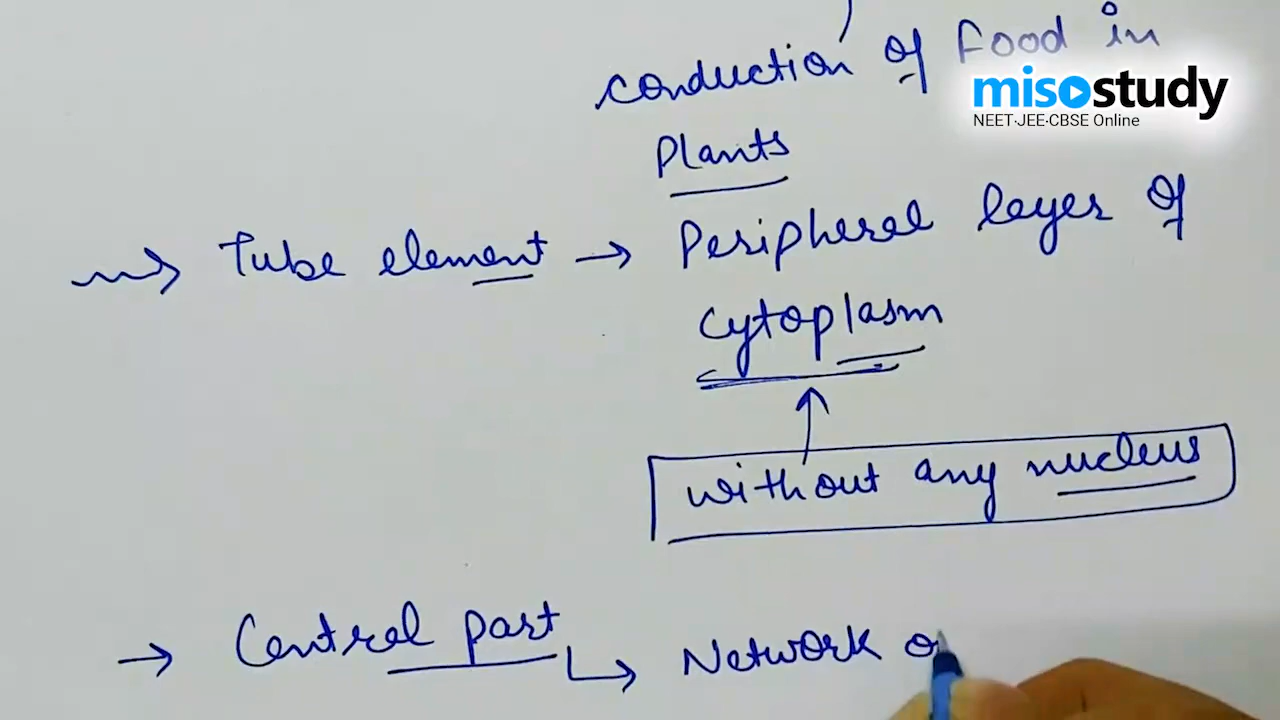 conduction of Food in
Plants
misostudy
NEET·JEE·CBSE Online
Tube element → Peripheral layer of
cytoplasm
without any nucleus
→ Central part → Network o